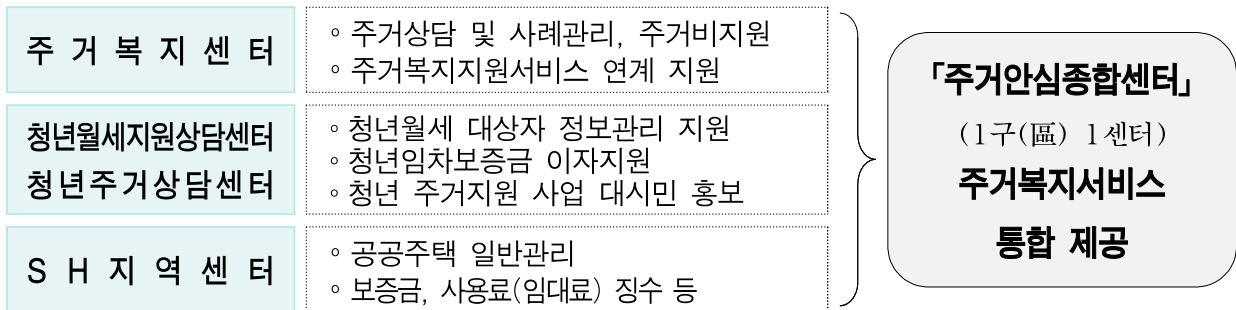 주 거 복 지 센 터
◦ 주거상담 및 사례관리, 주거비지원
◦ 주거복지지원서비스 연계 지원
청년월세지원상담센터
청년주거상담센터
◦ 청년월세 대상자 정보관리 지원
◦ 청년임차보증금 이자지원
◦ 청년 주거지원 사업 대시민 홍보
S H 지 역 센 터
◦ 공공주택 일반관리
◦ 보증금, 사용료(임대료) 징수 등
「주거안심종합센터」
(1구(區) 1센터)
주거복지서비스
통합 제공